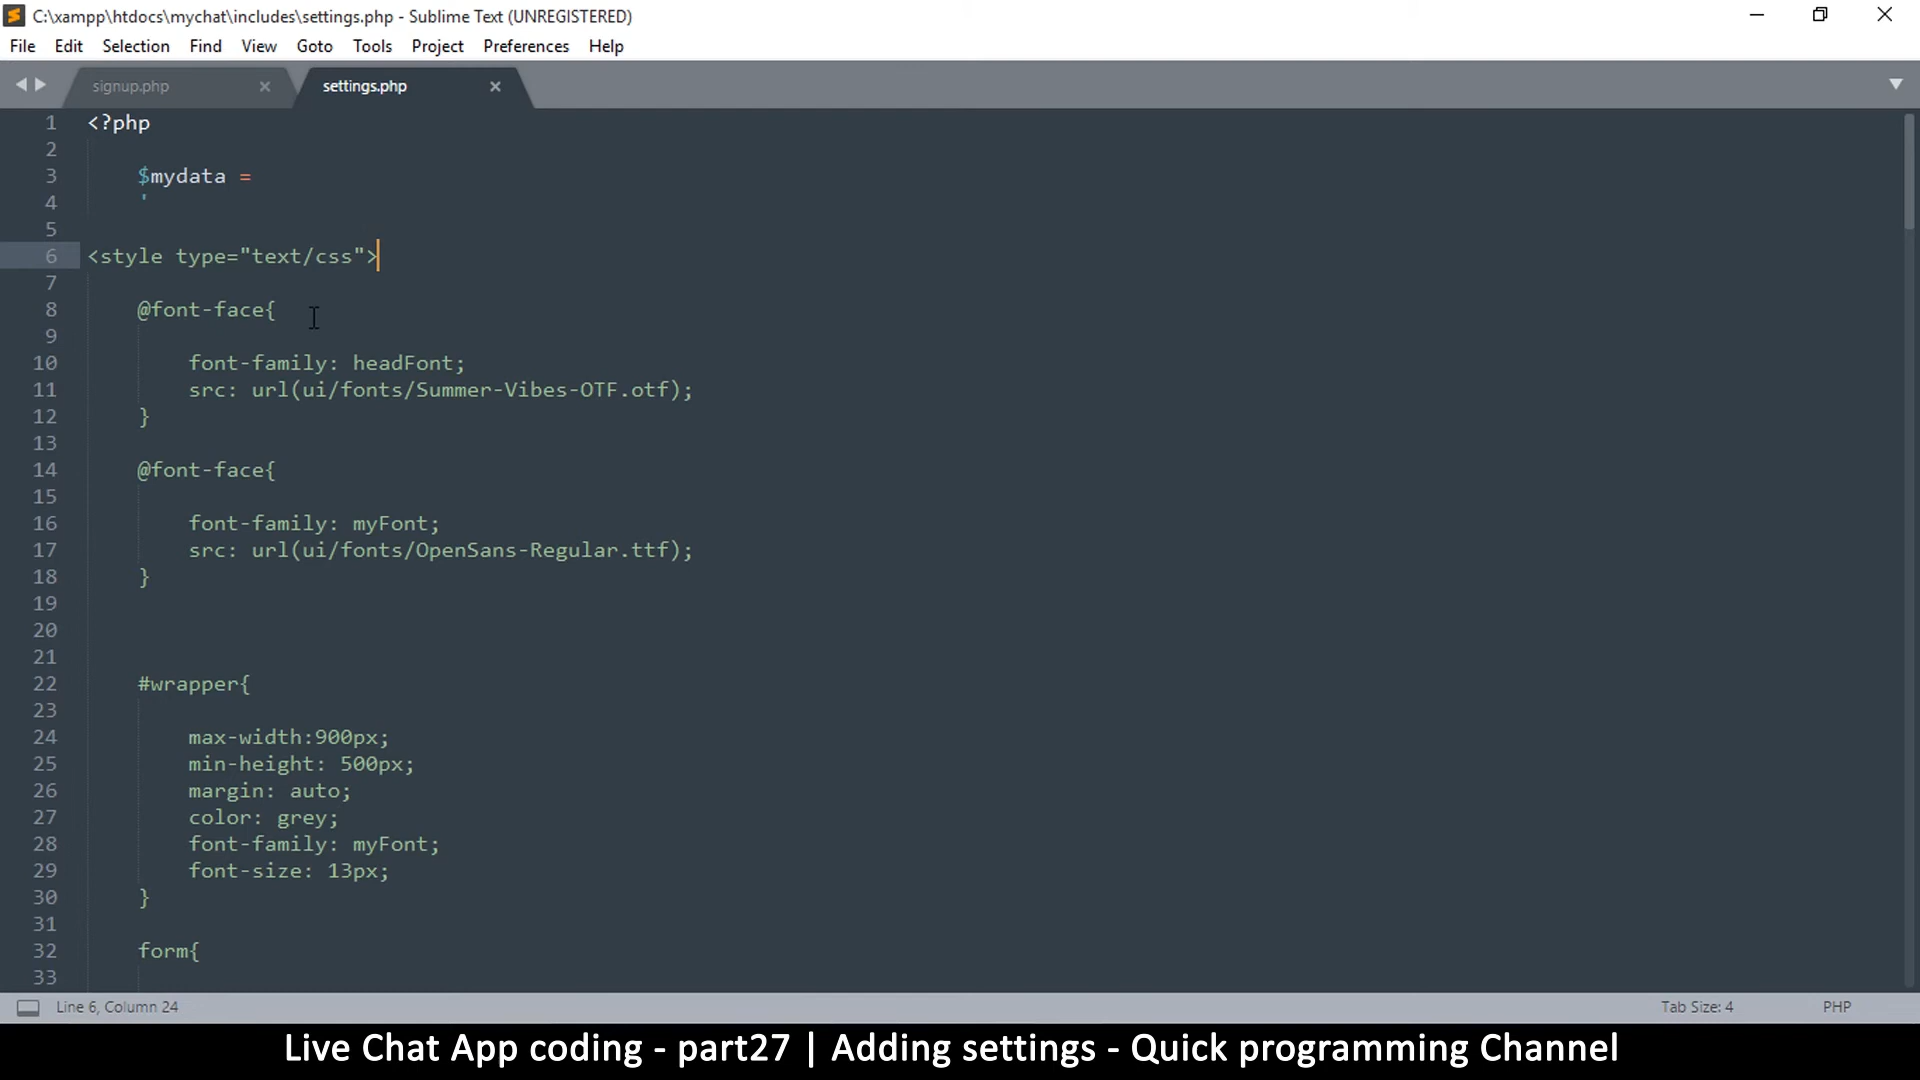 C:\xampp\htdocs\mychat\includes\settings.php - Sublime Text (UNREGISTERED)
File Edit Selection Find View Goto Tools Project Preferences Help
signup.php settings.php
1 <?php
2
3 $mydata =
4 '
5
6 <style type="text/css">
7
8 @font-face{
9
10 font-family: headFont;
11 src: url(ui/fonts/Summer-Vibes-OTF.otf);
12 }
13
14 @font-face{
15
16 font-family: myFont;
17 src: url(ui/fonts/OpenSans-Regular.ttf);
18 }
19
20
21
22 #wrapper{
23
24 max-width:900px;
25 min-height: 500px;
26 margin: auto;
27 color: grey;
28 font-family: myFont;
29 font-size: 13px;
30 }
31
32 form{
33
Line 6, Column 24 Tab Size: 4 PHP
Live Chat App coding - part27 | Adding settings - Quick programming Channel